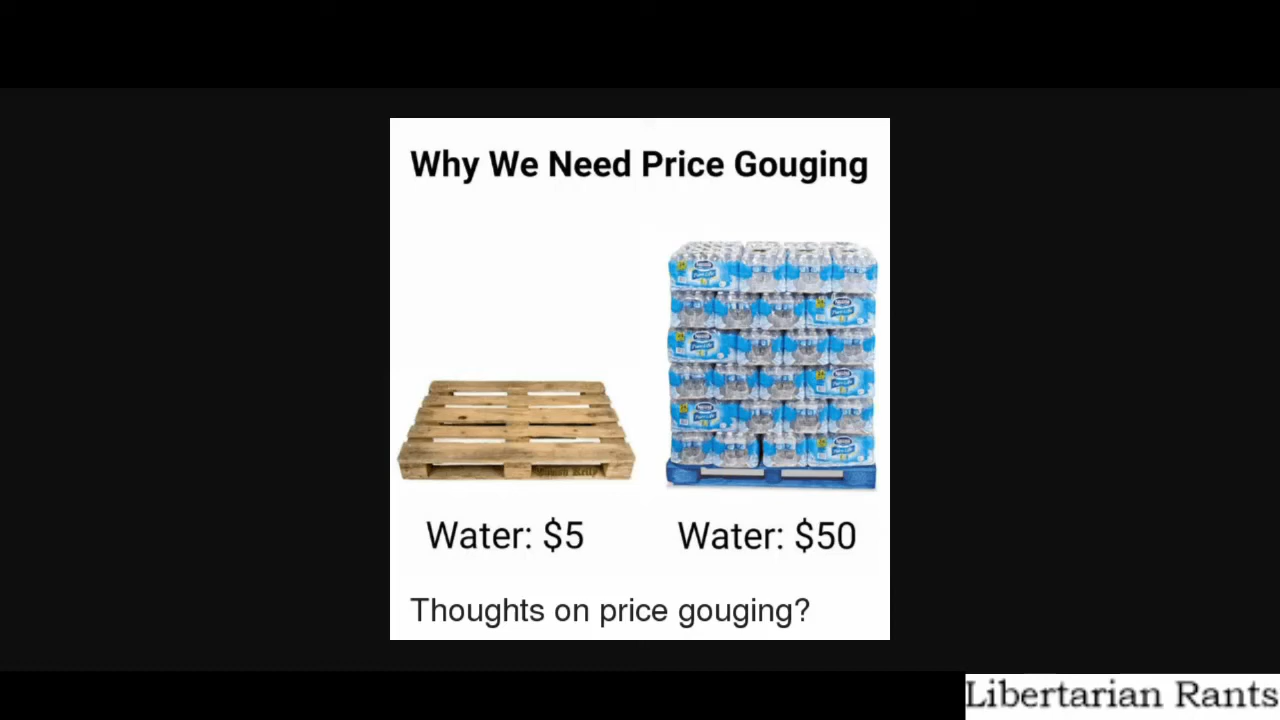 Why We Need Price Gouging
Water: $5
Water: $50
Thoughts on price gouging?
Libertarian Rants